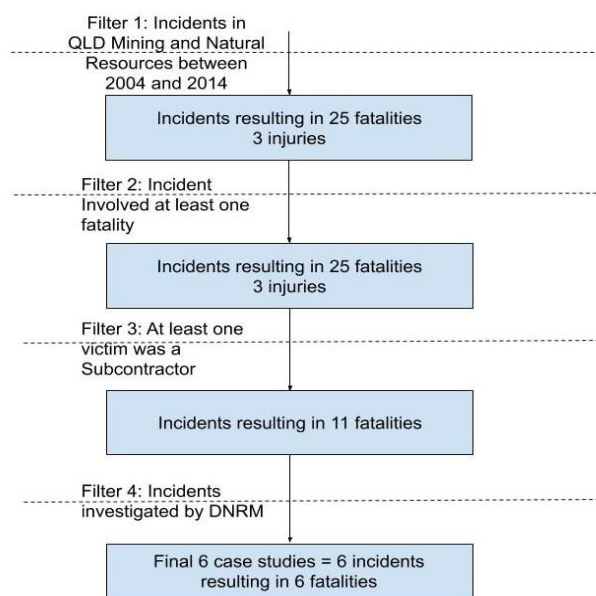 Filter 1: Incidents in
QLD Mining and Natural
Resources between
2004 and 2014
Incidents resulting in 25 fatalities
3 injuries
Filter 2: Incident
Involved at least one
fatality
Incidents resulting in 25 fatalities
3 injuries
Filter 3: At least one
victim was a
Subcontractor
Incidents resulting in 11 fatalities
Filter 4: Incidents
investigated by DNRM
Final 6 case studies = 6 incidents
resulting in 6 fatalities